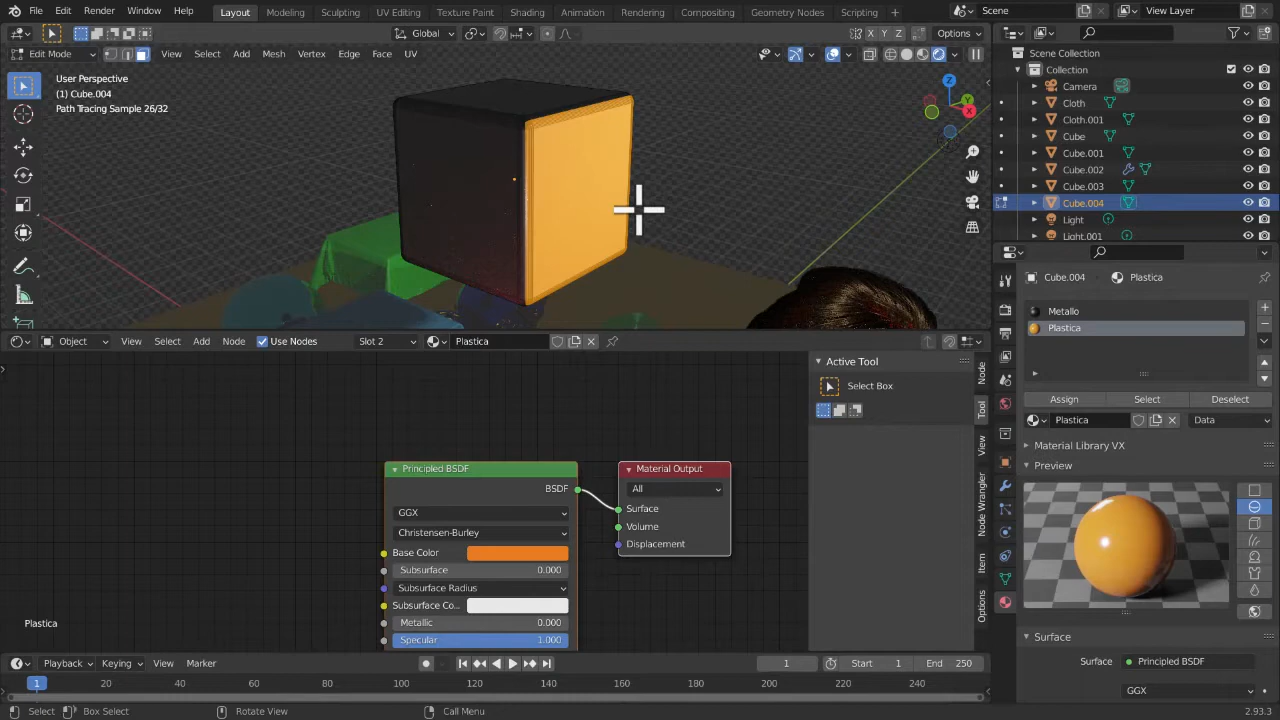 File Edit Render Window Help Layout Modeling Sculpting UV Editing Texture Paint Shading Animation Rendering Compositing Geometry Nodes Scripting + Scene View Layer
Global X Y Z Options
Edit Mode View Select Add Mesh Vertex Edge Face UV
User Perspective
(1) Cube.004
Path Tracing Sample 26/32
Z
Y
X
Scene Collection
Collection
Camera
Cloth
Cloth.001
Cube
Cube.001
Cube.002
Cube.003
Cube.004
Light
Light.001
Object View Select Add Node Use Nodes Slot 2 Plastica
Active Tool
Select Box
Node
Tool
View
Node Wrangler
Item
Options
Principled BSDF
BSDF
GGX
Christensen-Burley
Base Color
Subsurface 0.000
Subsurface Radius
Subsurface Co...
Metallic 0.000
Specular 1.000
Material Output
All
Surface
Volume
Displacement
Plastica
Cube.004 Plastica
Metallo
Plastica
Assign Select Deselect
Plastica Data
Material Library VX
Preview
Surface
Surface Principled BSDF
GGX
Playback Keying View Marker 1 Start 1 End 250
1 20 40 60 80 100 120 140 160 180 200 220 240
Select Box Select Rotate View Call Menu 2.93.3